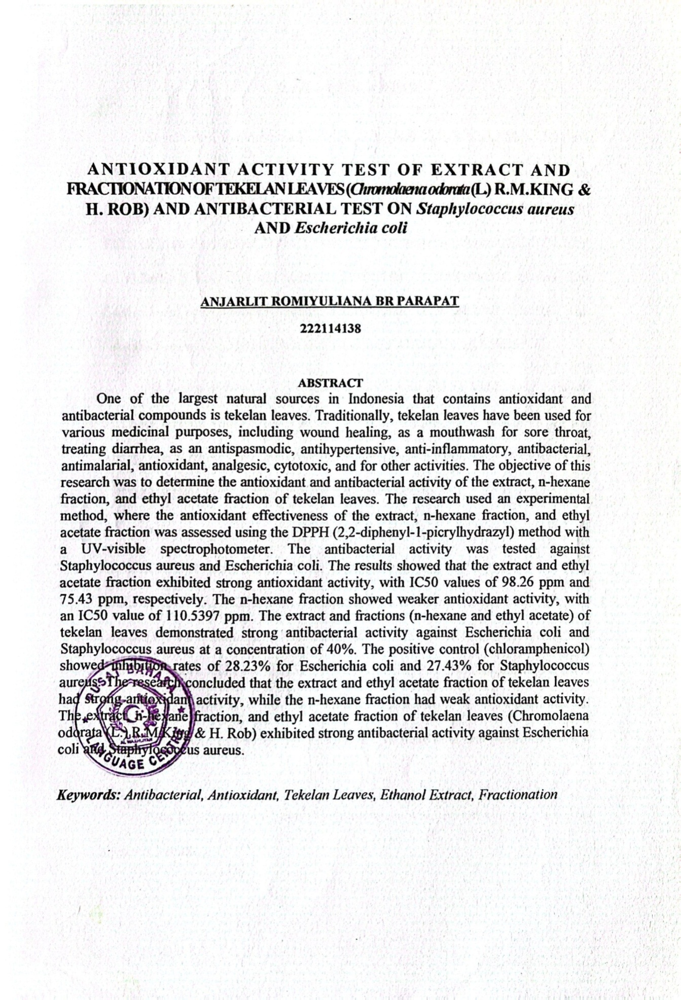 ANTIOXIDANT ACTIVITY TEST OF EXTRACT AND
FRACTIONATION OF TEKELAN LEAVES (Chromolaena odorata (L) R.M.KING &
H. ROB) AND ANTIBACTERIAL TEST ON Staphylococcus aureus
AND Escherichia coli
ANJARLIT ROMIYULIANA BR PARAPAT
222114138
ABSTRACT
One of the largest natural sources in Indonesia that contains antioxidant and
antibacterial compounds is tekelan leaves. Traditionally, tekelan leaves have been used for
various medicinal purposes, including wound healing, as a mouthwash for sore throat,
treating diarrhea, as an antispasmodic, antihypertensive, anti-inflammatory, antibacterial,
antimalarial, antioxidant, analgesic, cytotoxic, and for other activities. The objective of this
research was to determine the antioxidant and antibacterial activity of the extract, n-hexane
fraction, and ethyl acetate fraction of tekelan leaves. The research used an experimental
method, where the antioxidant effectiveness of the extract, n-hexane fraction, and ethyl
acetate fraction was assessed using the DPPH (2,2-diphenyl-1-picrylhydrazyl) method with
a UV-visible spectrophotometer. The antibacterial activity was tested against
Staphylococcus aureus and Escherichia coli. The results showed that the extract and ethyl
acetate fraction exhibited strong antioxidant activity, with IC50 values of 98.26 ppm and
75.43 ppm, respectively. The n-hexane fraction showed weaker antioxidant activity, with
an IC50 value of 110.5397 ppm. The extract and fractions (n-hexane and ethyl acetate) of
tekelan leaves demonstrated strong antibacterial activity against Escherichia coli and
Staphylococcus aureus at a concentration of 40%. The positive control (chloramphenicol)
showed inhibition rates of 28.23% for Escherichia coli and 27.43% for Staphylococcus
aureus. The research concluded that the extract and ethyl acetate fraction of tekelan leaves
had strong antioxidant activity, while the n-hexane fraction had weak antioxidant activity.
The extract, n-hexane fraction, and ethyl acetate fraction of tekelan leaves (Chromolaena
odorata (L.) R.M.King & H. Rob) exhibited strong antibacterial activity against Escherichia
coli and Staphylococcus aureus.
PUSAT BAHASA
AL WASHLIYAH
LANGUAGE CENTRE
Keywords: Antibacterial, Antioxidant, Tekelan Leaves, Ethanol Extract, Fractionation